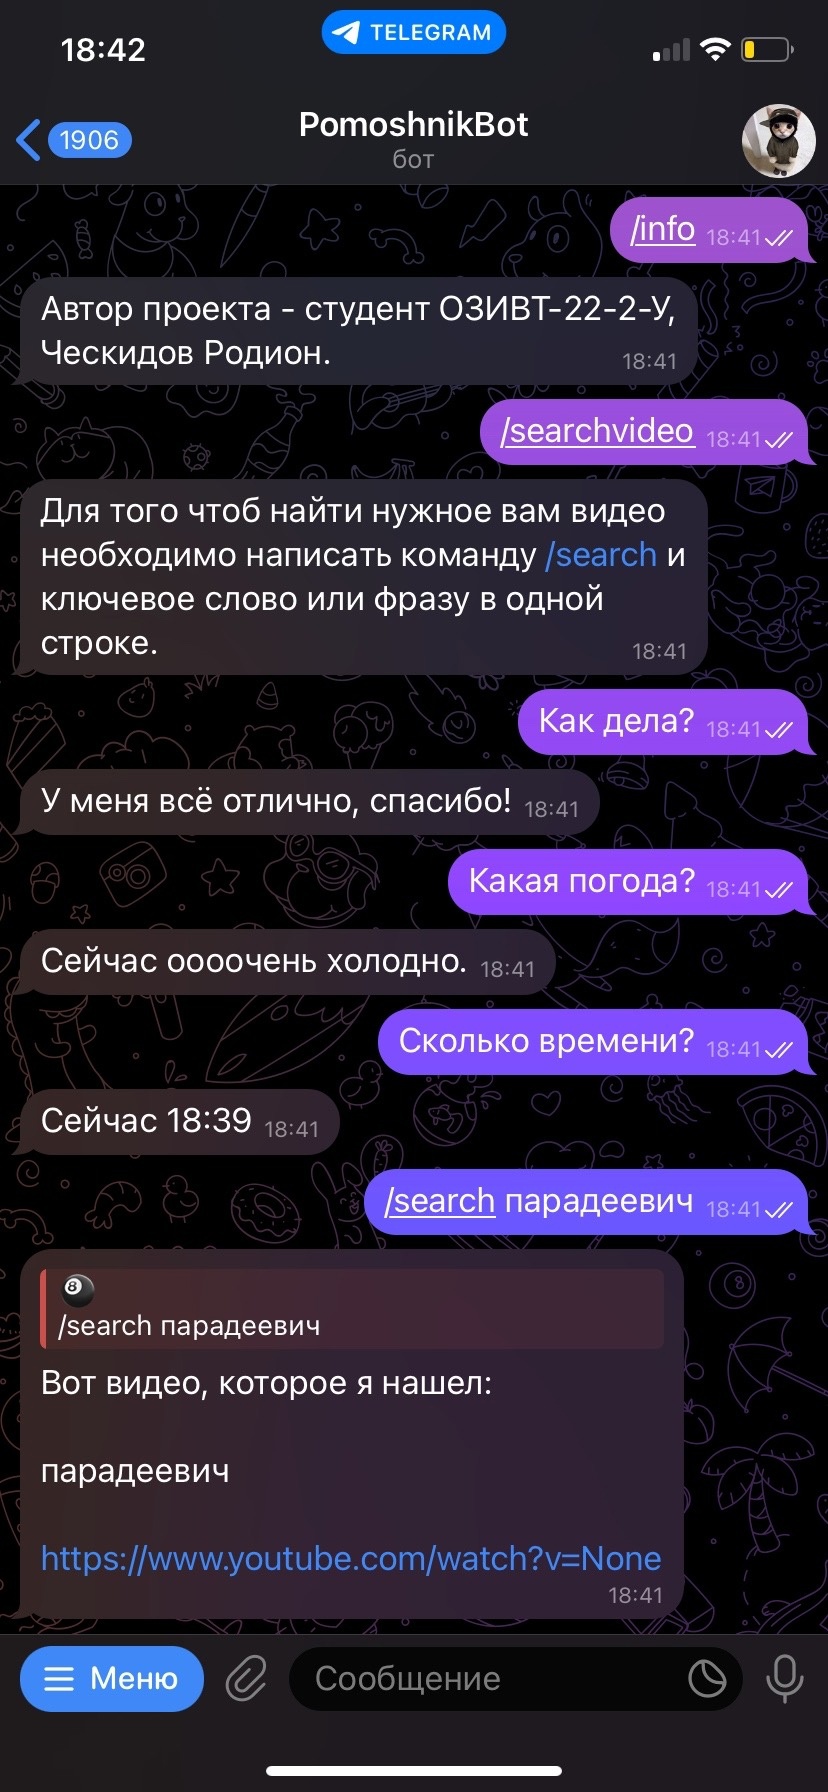 18:42
TELEGRAM
1906
PomoshnikBot
бот
/info 18:41
Автор проекта - студент ОЗИВТ-22-2-У,
Ческидов Родион. 18:41
/searchvideo 18:41
Для того чтоб найти нужное вам видео
необходимо написать команду /search и
ключевое слово или фразу в одной
строке. 18:41
Как дела? 18:41
У меня всё отлично, спасибо! 18:41
Какая погода? 18:41
Сейчас оооочень холодно. 18:41
Сколько времени? 18:41
Сейчас 18:39 18:41
/search парадеевич 18:41
8
/search парадеевич
Вот видео, которое я нашел:
парадеевич
https://www.youtube.com/watch?v=None
18:41
Меню
Сообщение